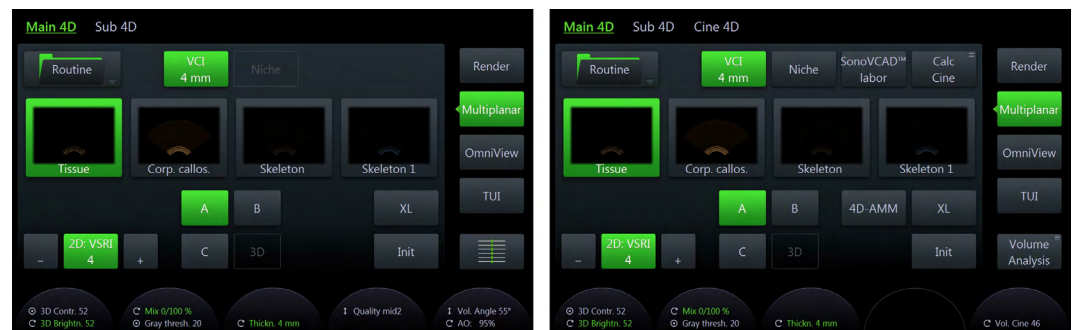 Main 4D Sub 4D
Routine
VCI
4 mm
Niche
Render
Multiplanar
Tissue
Corp. callos.
Skeleton
Skeleton 1
OmniView
TUI
A
B
XL
-
2D: VSRI
4
+
C
3D
Init
3D Contr. 52
3D Brightn. 52
Mix 0/100 %
Gray thresh. 20
Thickn. 4 mm
Quality mid2
Vol. Angle 55°
AO: 95%
Main 4D Sub 4D Cine 4D
Routine
VCI
4 mm
Niche
SonoVCAD™
labor
Calc
Cine
Render
Multiplanar
Tissue
Corp. callos.
Skeleton
Skeleton 1
OmniView
TUI
A
B
4D-AMM
XL
-
2D: VSRI
4
+
C
3D
Init
Volume
Analysis
3D Contr. 52
3D Brightn. 52
Mix 0/100 %
Gray thresh. 20
Thickn. 4 mm
Vol. Cine 46